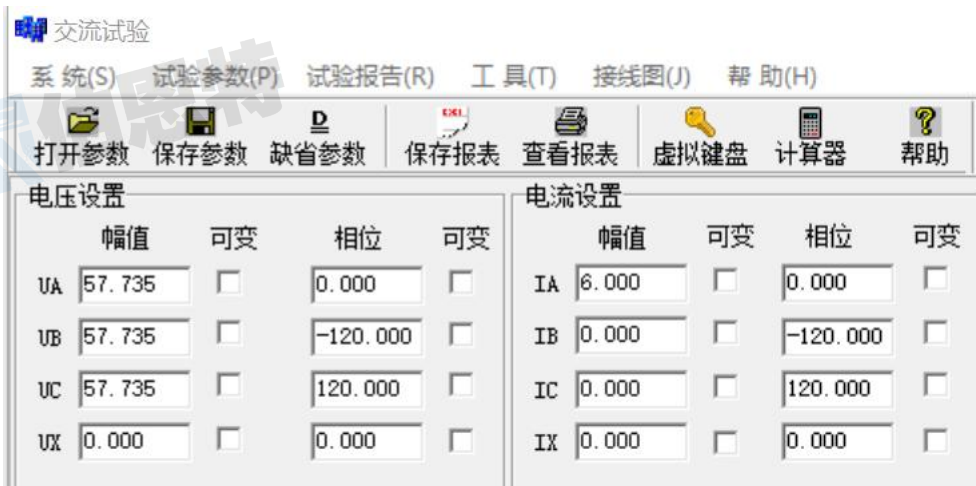 交流试验
系 统(S) 试验参数(P) 试验报告(R) 工 具(T) 接线图(J) 帮 助(H)
打开参数 保存参数 缺省参数 保存报表 查看报表 虚拟键盘 计算器 帮助
电压设置 电流设置
幅值 可变 相位 可变 幅值 可变 相位 可变
UA 57.735 0.000 IA 6.000 0.000
UB 57.735 -120.000 IB 0.000 -120.000
UC 57.735 120.000 IC 0.000 120.000
UX 0.000 0.000 IX 0.000 0.000